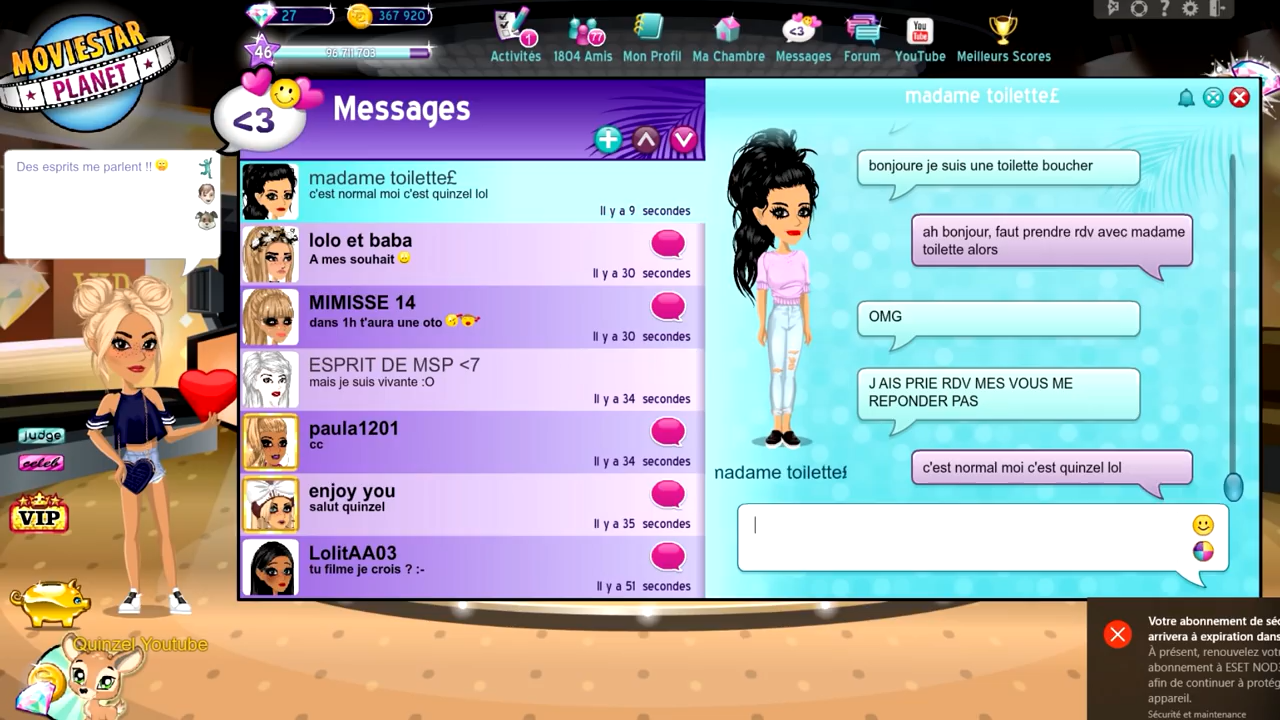 MOVIESTAR
PLANET
27
367 920
46
96 711 703
1
Activités
77
1804 Amis
Mon Profil
Ma Chambre
<3
Messages
Forum
You
Tube
YouTube
Meilleurs Scores
Des esprits me parlent !!
VIP
judge
celeb
VIP
Quinzel Youtube
<3
Messages
madame toilette£
c'est normal moi c'est quinzel lol
Il y a 9 secondes
lolo et baba
A mes souhait
Il y a 30 secondes
MIMISSE 14
dans 1h t'aura une oto
Il y a 30 secondes
ESPRIT DE MSP <7
mais je suis vivante :O
Il y a 34 secondes
paula1201
cc
Il y a 34 secondes
enjoy you
salut quinzel
Il y a 35 secondes
LolitAA03
tu filme je crois ? :-
Il y a 51 secondes
madame toilette£
bonjoure je suis une toilette boucher
ah bonjour, faut prendre rdv avec madame
toilette alors
OMG
J AIS PRIE RDV MES VOUS ME
REPONDER PAS
c'est normal moi c'est quinzel lol
nadame toilette£
Votre abonnement de séc
arrivera à expiration dans
À présent, renouvelez votr
abonnement à ESET NOD3
afin de continuer à protég
appareil.
Sécurité et maintenance